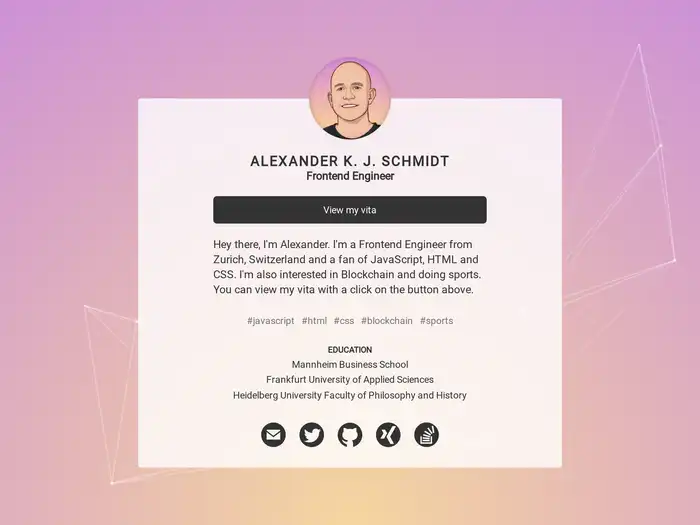 ALEXANDER K. J. SCHMIDT
Frontend Engineer
View my vita
Hey there, I'm Alexander. I'm a Frontend Engineer from
Zurich, Switzerland and a fan of JavaScript, HTML and
CSS. I'm also interested in Blockchain and doing sports.
You can view my vita with a click on the button above.
#javascript #html #css #blockchain #sports
EDUCATION
Mannheim Business School
Frankfurt University of Applied Sciences
Heidelberg University Faculty of Philosophy and History